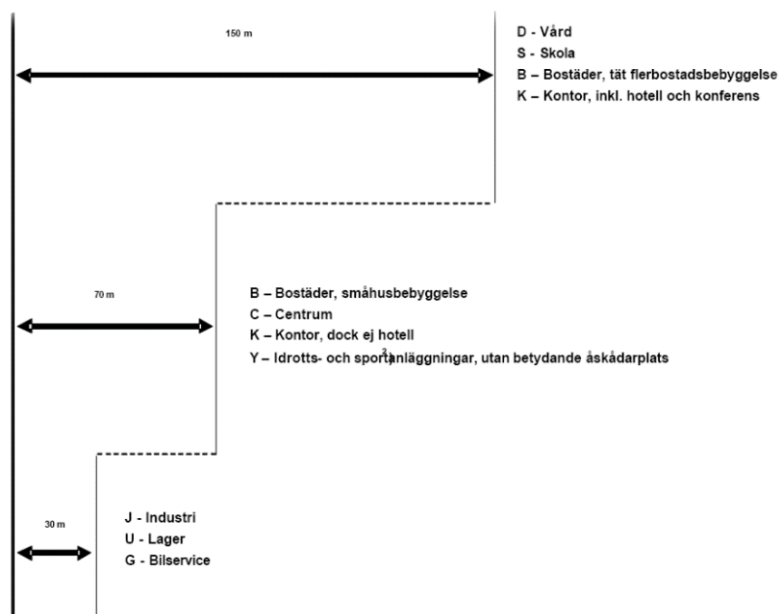 150 m
D - Vård
S - Skola
B – Bostäder, tät flerbostadsbebyggelse
K – Kontor, inkl. hotell och konferens
70 m
B – Bostäder, småhusbebyggelse
C – Centrum
K – Kontor, dock ej hotell
Y – Idrotts- och sportanläggningar, utan betydande åskådarplats
2)
30 m
J - Industri
U - Lager
G - Bilservice